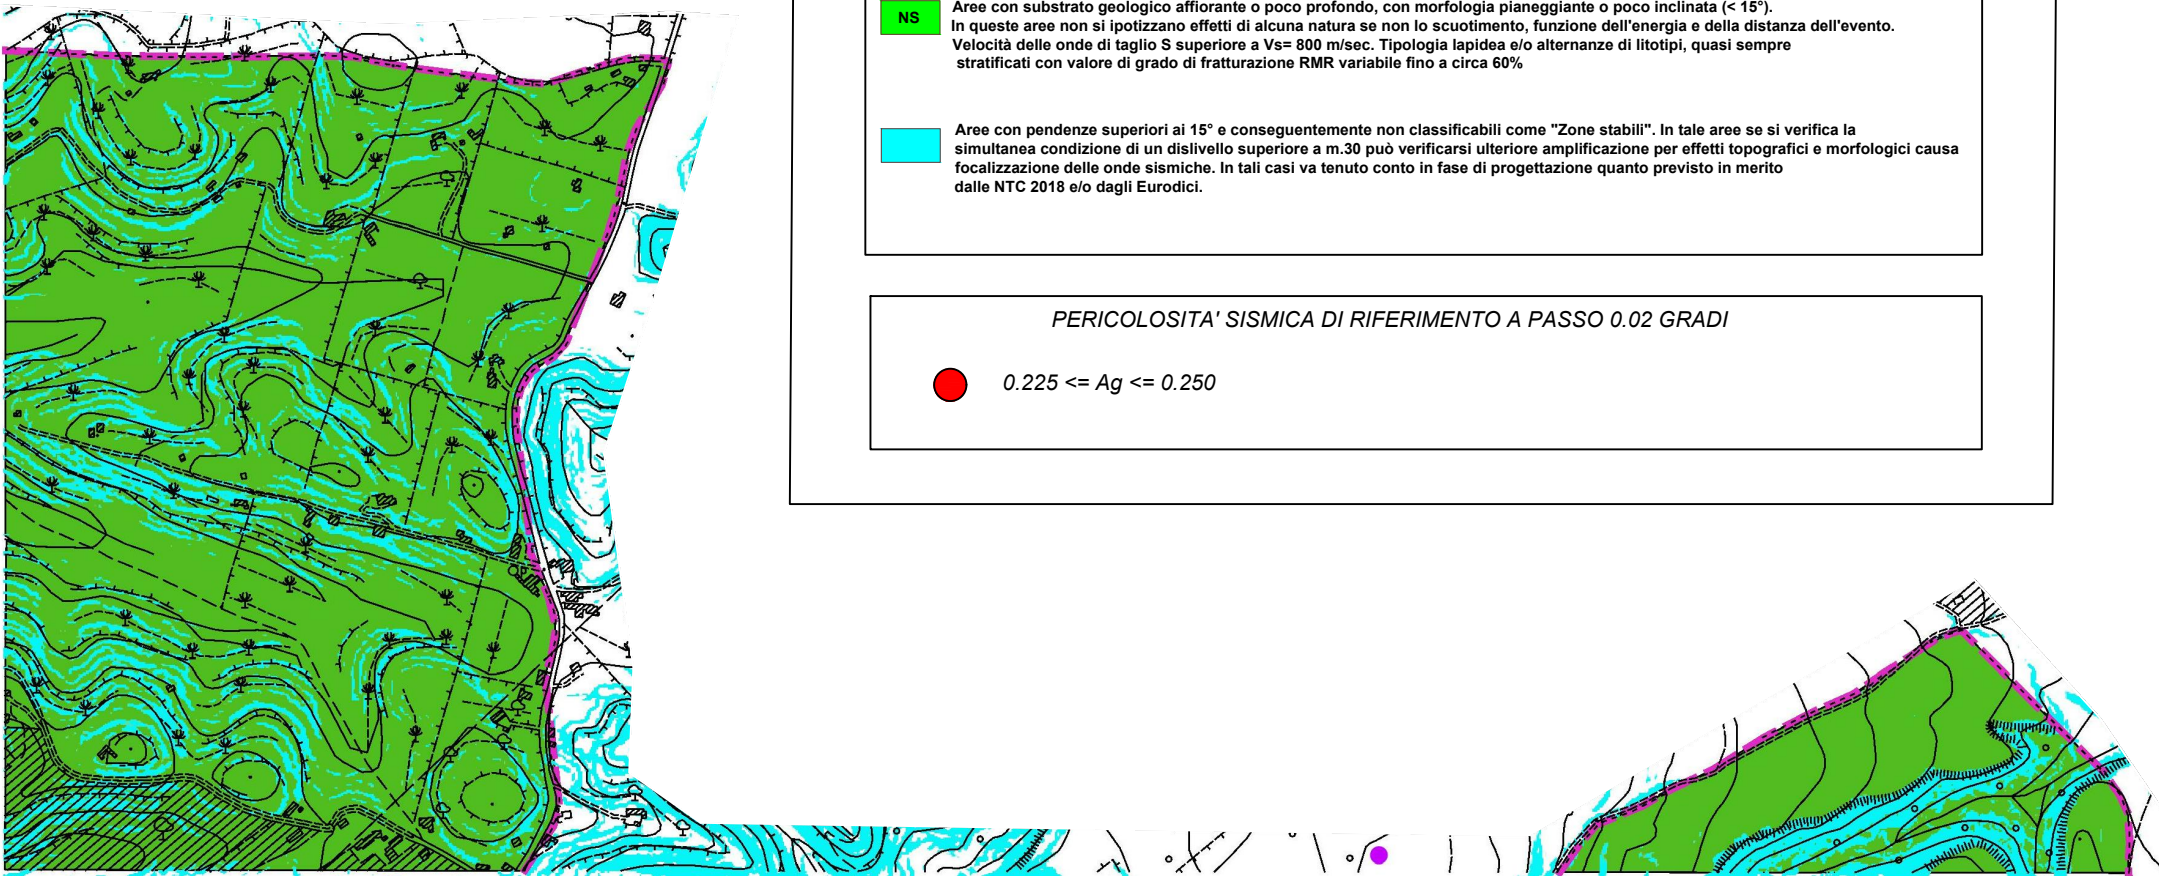 NS
Aree con substrato geologico affiorante o poco profondo, con morfologia pianeggiante o poco inclinata (< 15°).
In queste aree non si ipotizzano effetti di alcuna natura se non lo scuotimento, funzione dell'energia e della distanza dell'evento.
Velocità delle onde di taglio S superiore a Vs= 800 m/sec. Tipologia lapidea e/o alternanze di litotipi, quasi sempre
stratificati con valore di grado di fratturazione RMR variabile fino a circa 60%
Aree con pendenze superiori ai 15° e conseguentemente non classificabili come "Zone stabili". In tale aree se si verifica la
simultanea condizione di un dislivello superiore a m.30 può verificarsi ulteriore amplificazione per effetti topografici e morfologici causa
focalizzazione delle onde sismiche. In tali casi va tenuto conto in fase di progettazione quanto previsto in merito
dalle NTC 2018 e/o dagli Eurodici.
PERICOLOSITA' SISMICA DI RIFERIMENTO A PASSO 0.02 GRADI
0.225 <= Ag <= 0.250